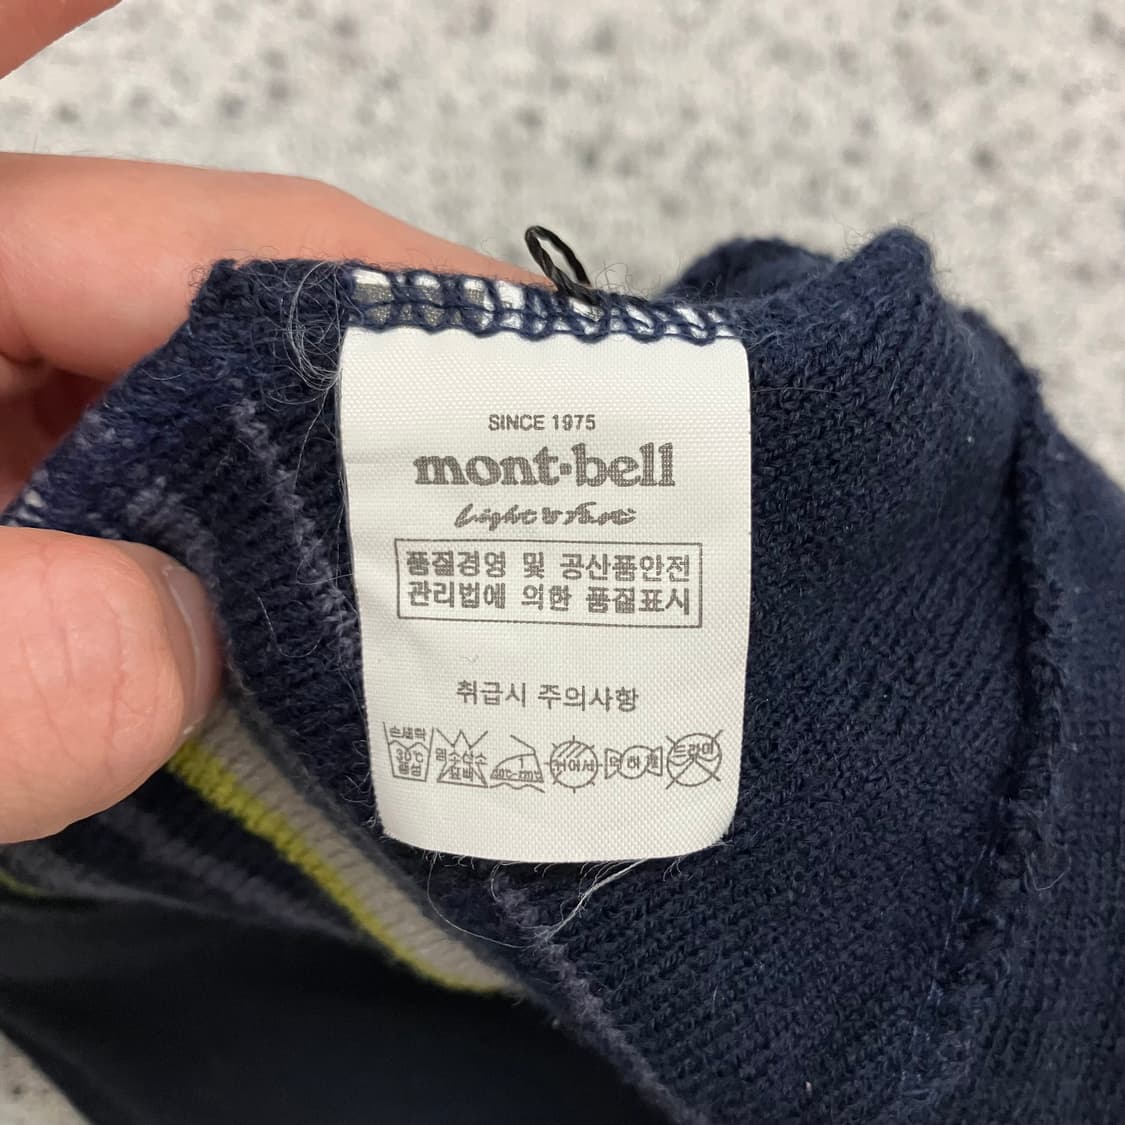 SINCE 1975
mont·bell
Light & Fast
품질경영 및 공산품안전
관리법에 의한 품질표시
취급시 주의사항
손세탁
30℃
중성
염소산소
표백
드라이